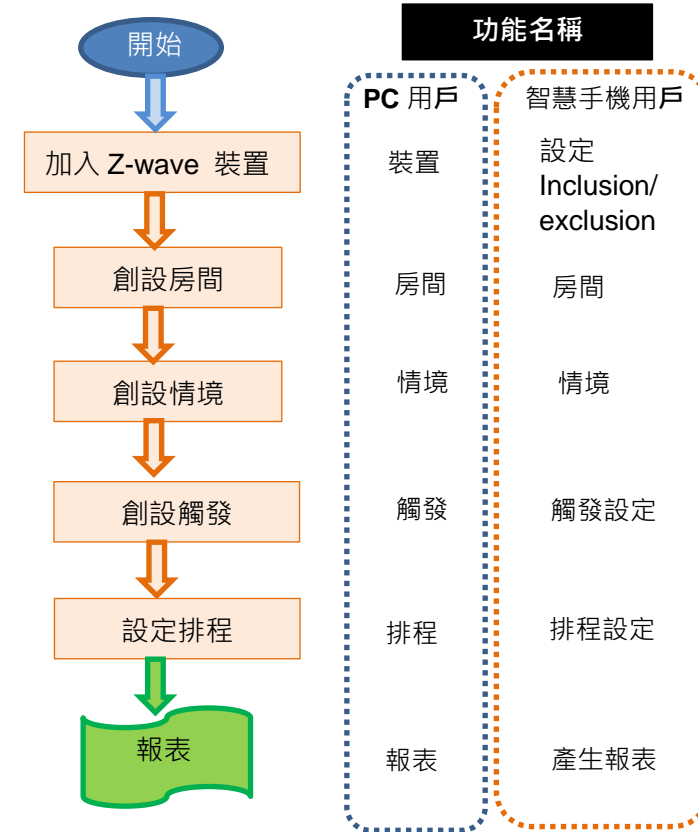 開始
功能名稱
PC 用戶
智慧手機用戶
加入 Z-wave 裝置
裝置
設定
Inclusion/
exclusion
創設房間
房間
房間
創設情境
情境
情境
創設觸發
觸發
觸發設定
設定排程
排程
排程設定
報表
報表
產生報表